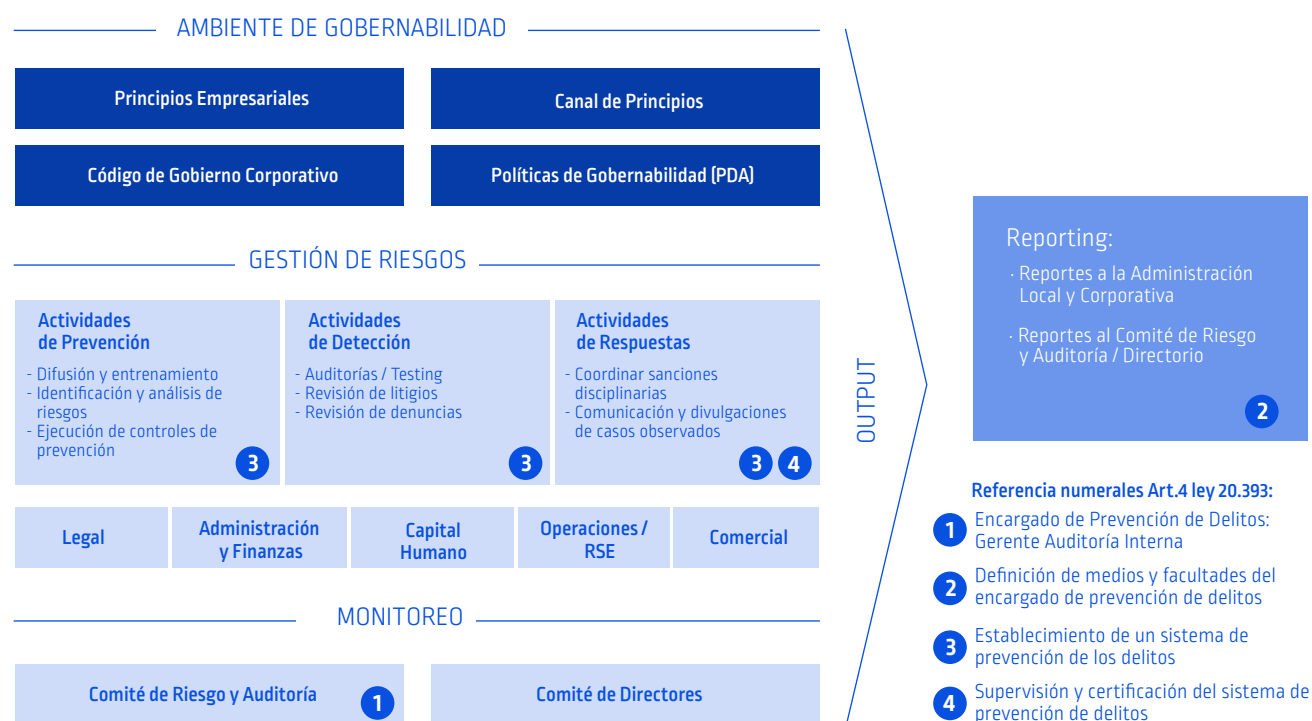 AMBIENTE DE GOBERNABILIDAD
Principios Empresariales
Canal de Principios
Código de Gobierno Corporativo
Políticas de Gobernabilidad (PDA)
GESTIÓN DE RIESGOS
Actividades
de Prevención
- Difusión y entrenamiento
- Identificación y análisis de
riesgos
- Ejecución de controles de
prevención
3
Actividades
de Detección
- Auditorías / Testing
- Revisión de litigios
- Revisión de denuncias
3
Actividades
de Respuestas
- Coordinar sanciones
disciplinarias
- Comunicación y divulgaciones
de casos observados
3 4
Legal
Administración
y Finanzas
Capital
Humano
Operaciones /
RSE
Comercial
MONITOREO
Comité de Riesgo y Auditoría
1
Comité de Directores
OUTPUT
Reporting:
· Reportes a la Administración
Local y Corporativa
· Reportes al Comité de Riesgo
y Auditoría / Directorio
2
Referencia numerales Art.4 ley 20.393:
1 Encargado de Prevención de Delitos:
Gerente Auditoría Interna
2 Definición de medios y facultades del
encargado de prevención de delitos
3 Establecimiento de un sistema de
prevención de los delitos
4 Supervisión y certificación del sistema de
prevención de delitos